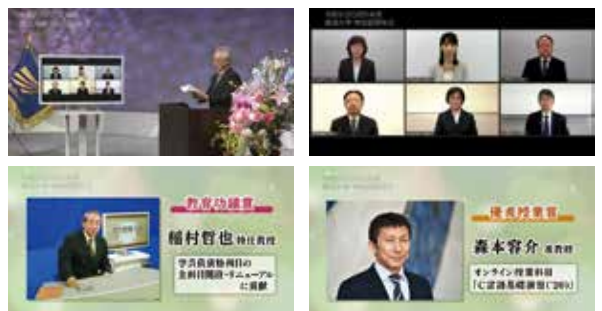 教育功績賞
稲村哲也 特任教授
学芸員資格科目の
全科目開設・リニューアル
に貢献
優秀授業賞
森本容介 准教授
オンライン授業科目
「C言語基礎演習('20)」